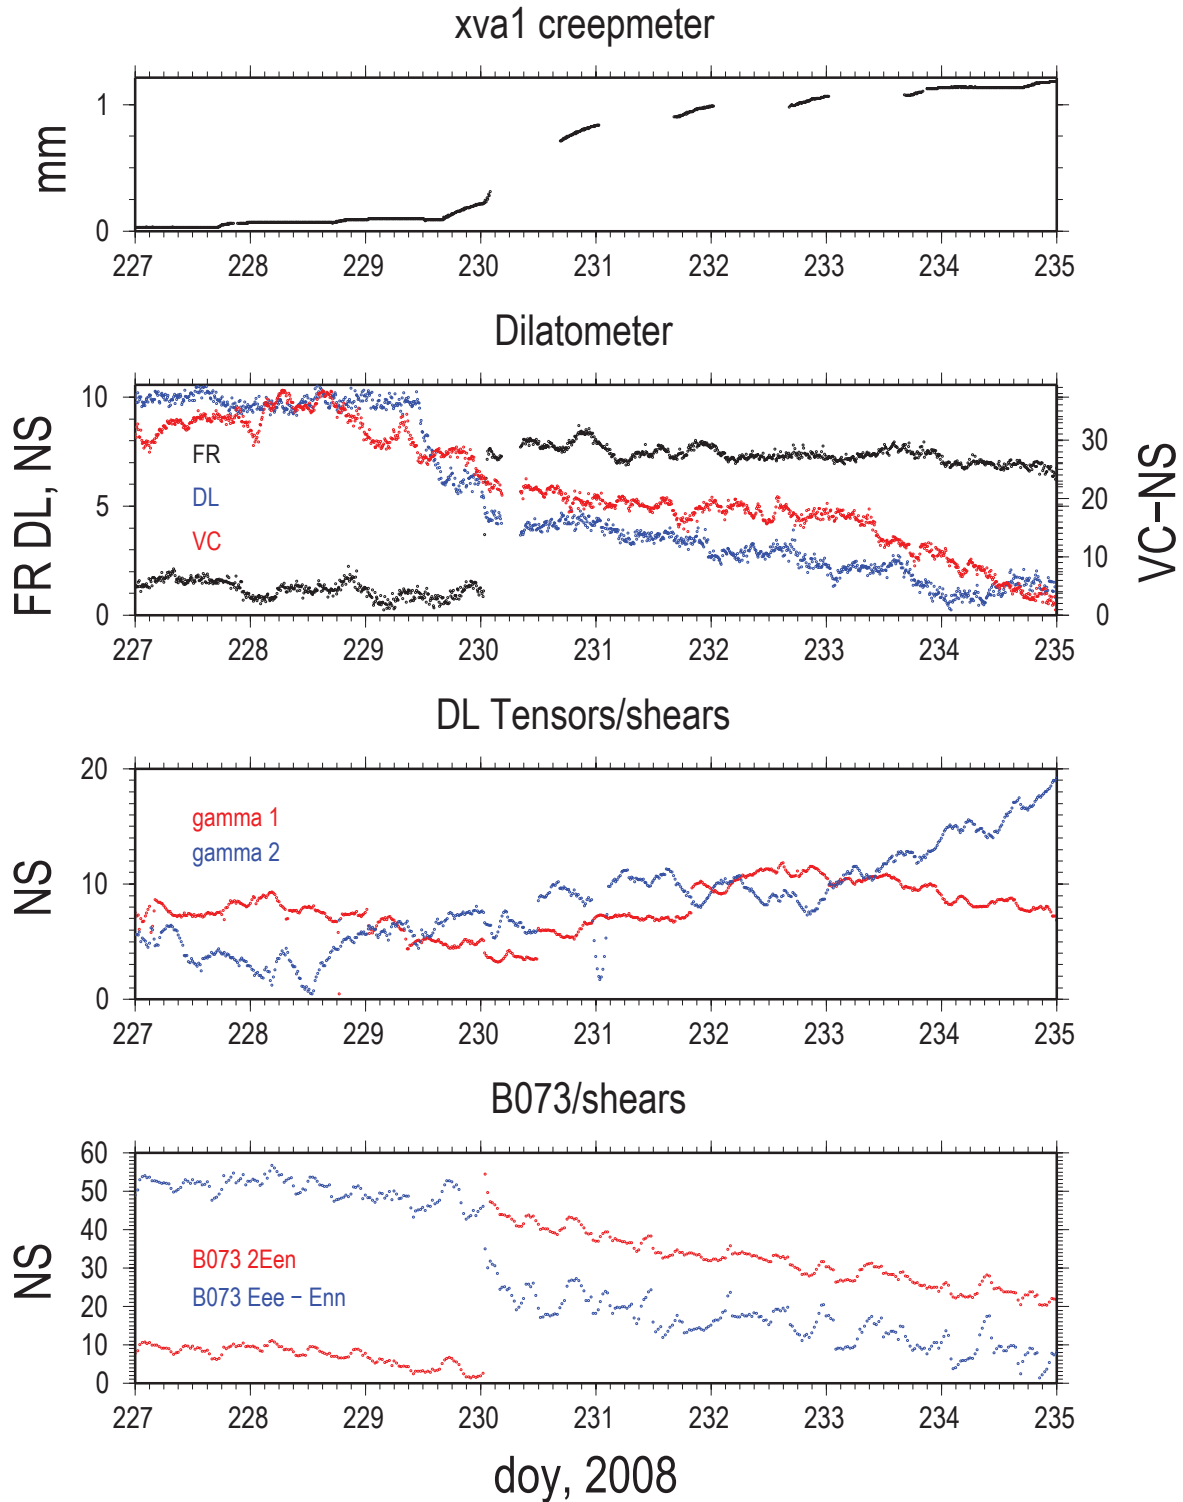 xva1 creepmeter
mm
1
0
227 228 229 230 231 232 233 234 235
Dilatometer
FR DL, NS
VC−NS
10
5
0
30
20
10
0
FR
DL
VC
227 228 229 230 231 232 233 234 235
DL Tensors/shears
NS
20
10
0
gamma 1
gamma 2
227 228 229 230 231 232 233 234 235
B073/shears
NS
60
50
40
30
20
10
0
B073 2Een
B073 Eee − Enn
227 228 229 230 231 232 233 234 235
doy, 2008